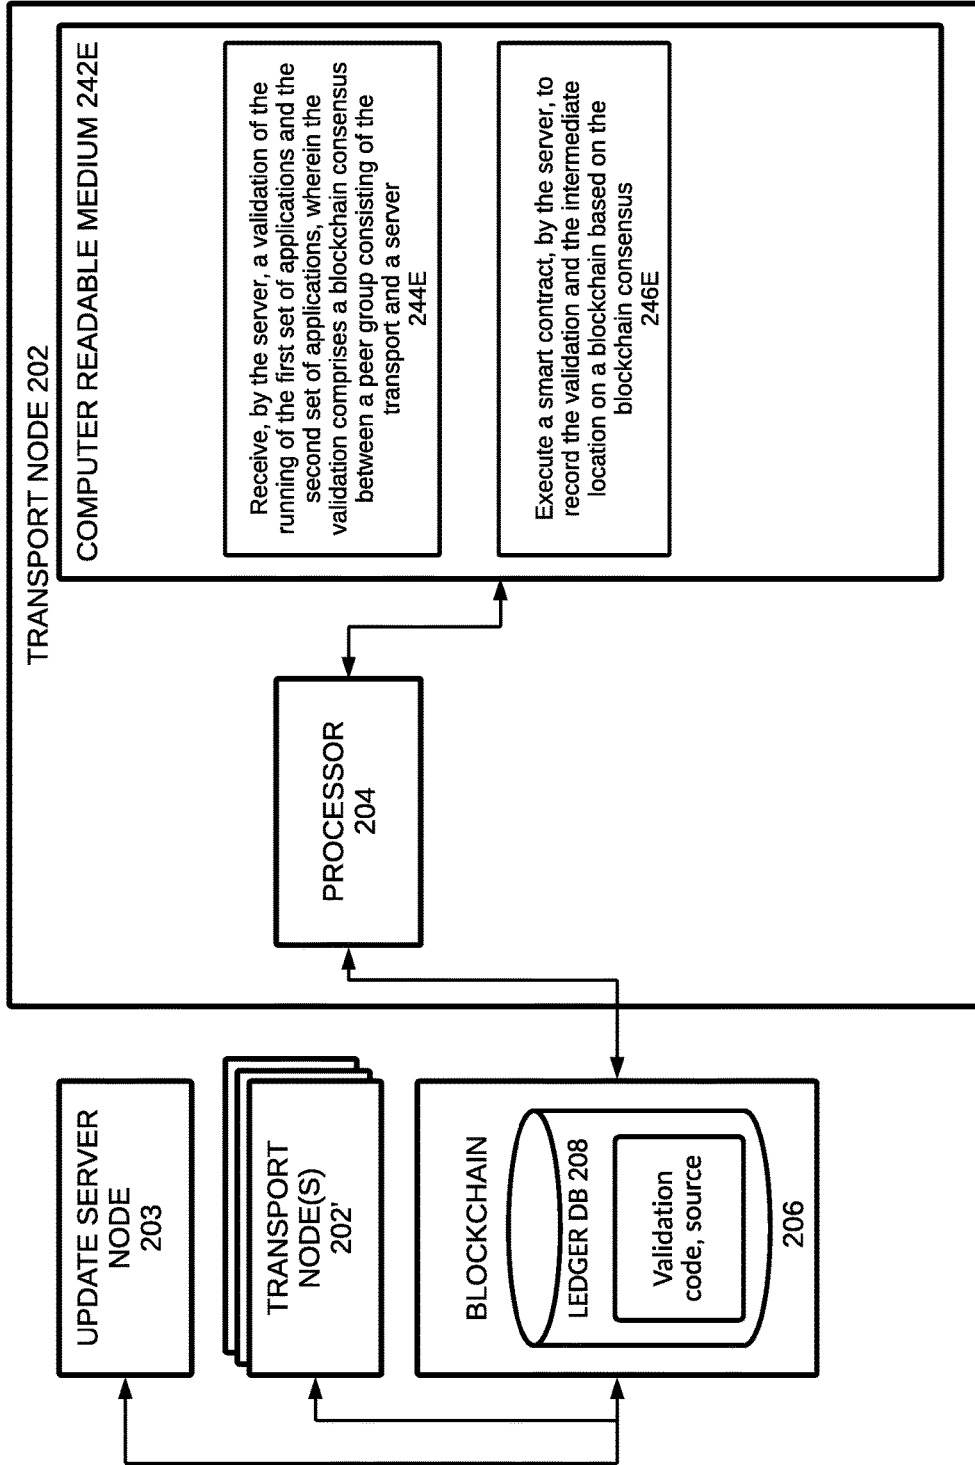 TRANSPORT NODE 202
COMPUTER READABLE MEDIUM 242E
Receive, by the server, a validation of the
running of the first set of applications and the
second set of applications, wherein the
validation comprises a blockchain consensus
between a peer group consisting of the
transport and a server
244E
Execute a smart contract, by the server, to
record the validation and the intermediate
location on a blockchain based on the
blockchain consensus
246E
PROCESSOR
204
UPDATE SERVER
NODE
203
TRANSPORT
NODE(S)
202'
BLOCKCHAIN
LEDGER DB 208
Validation
code, source
206